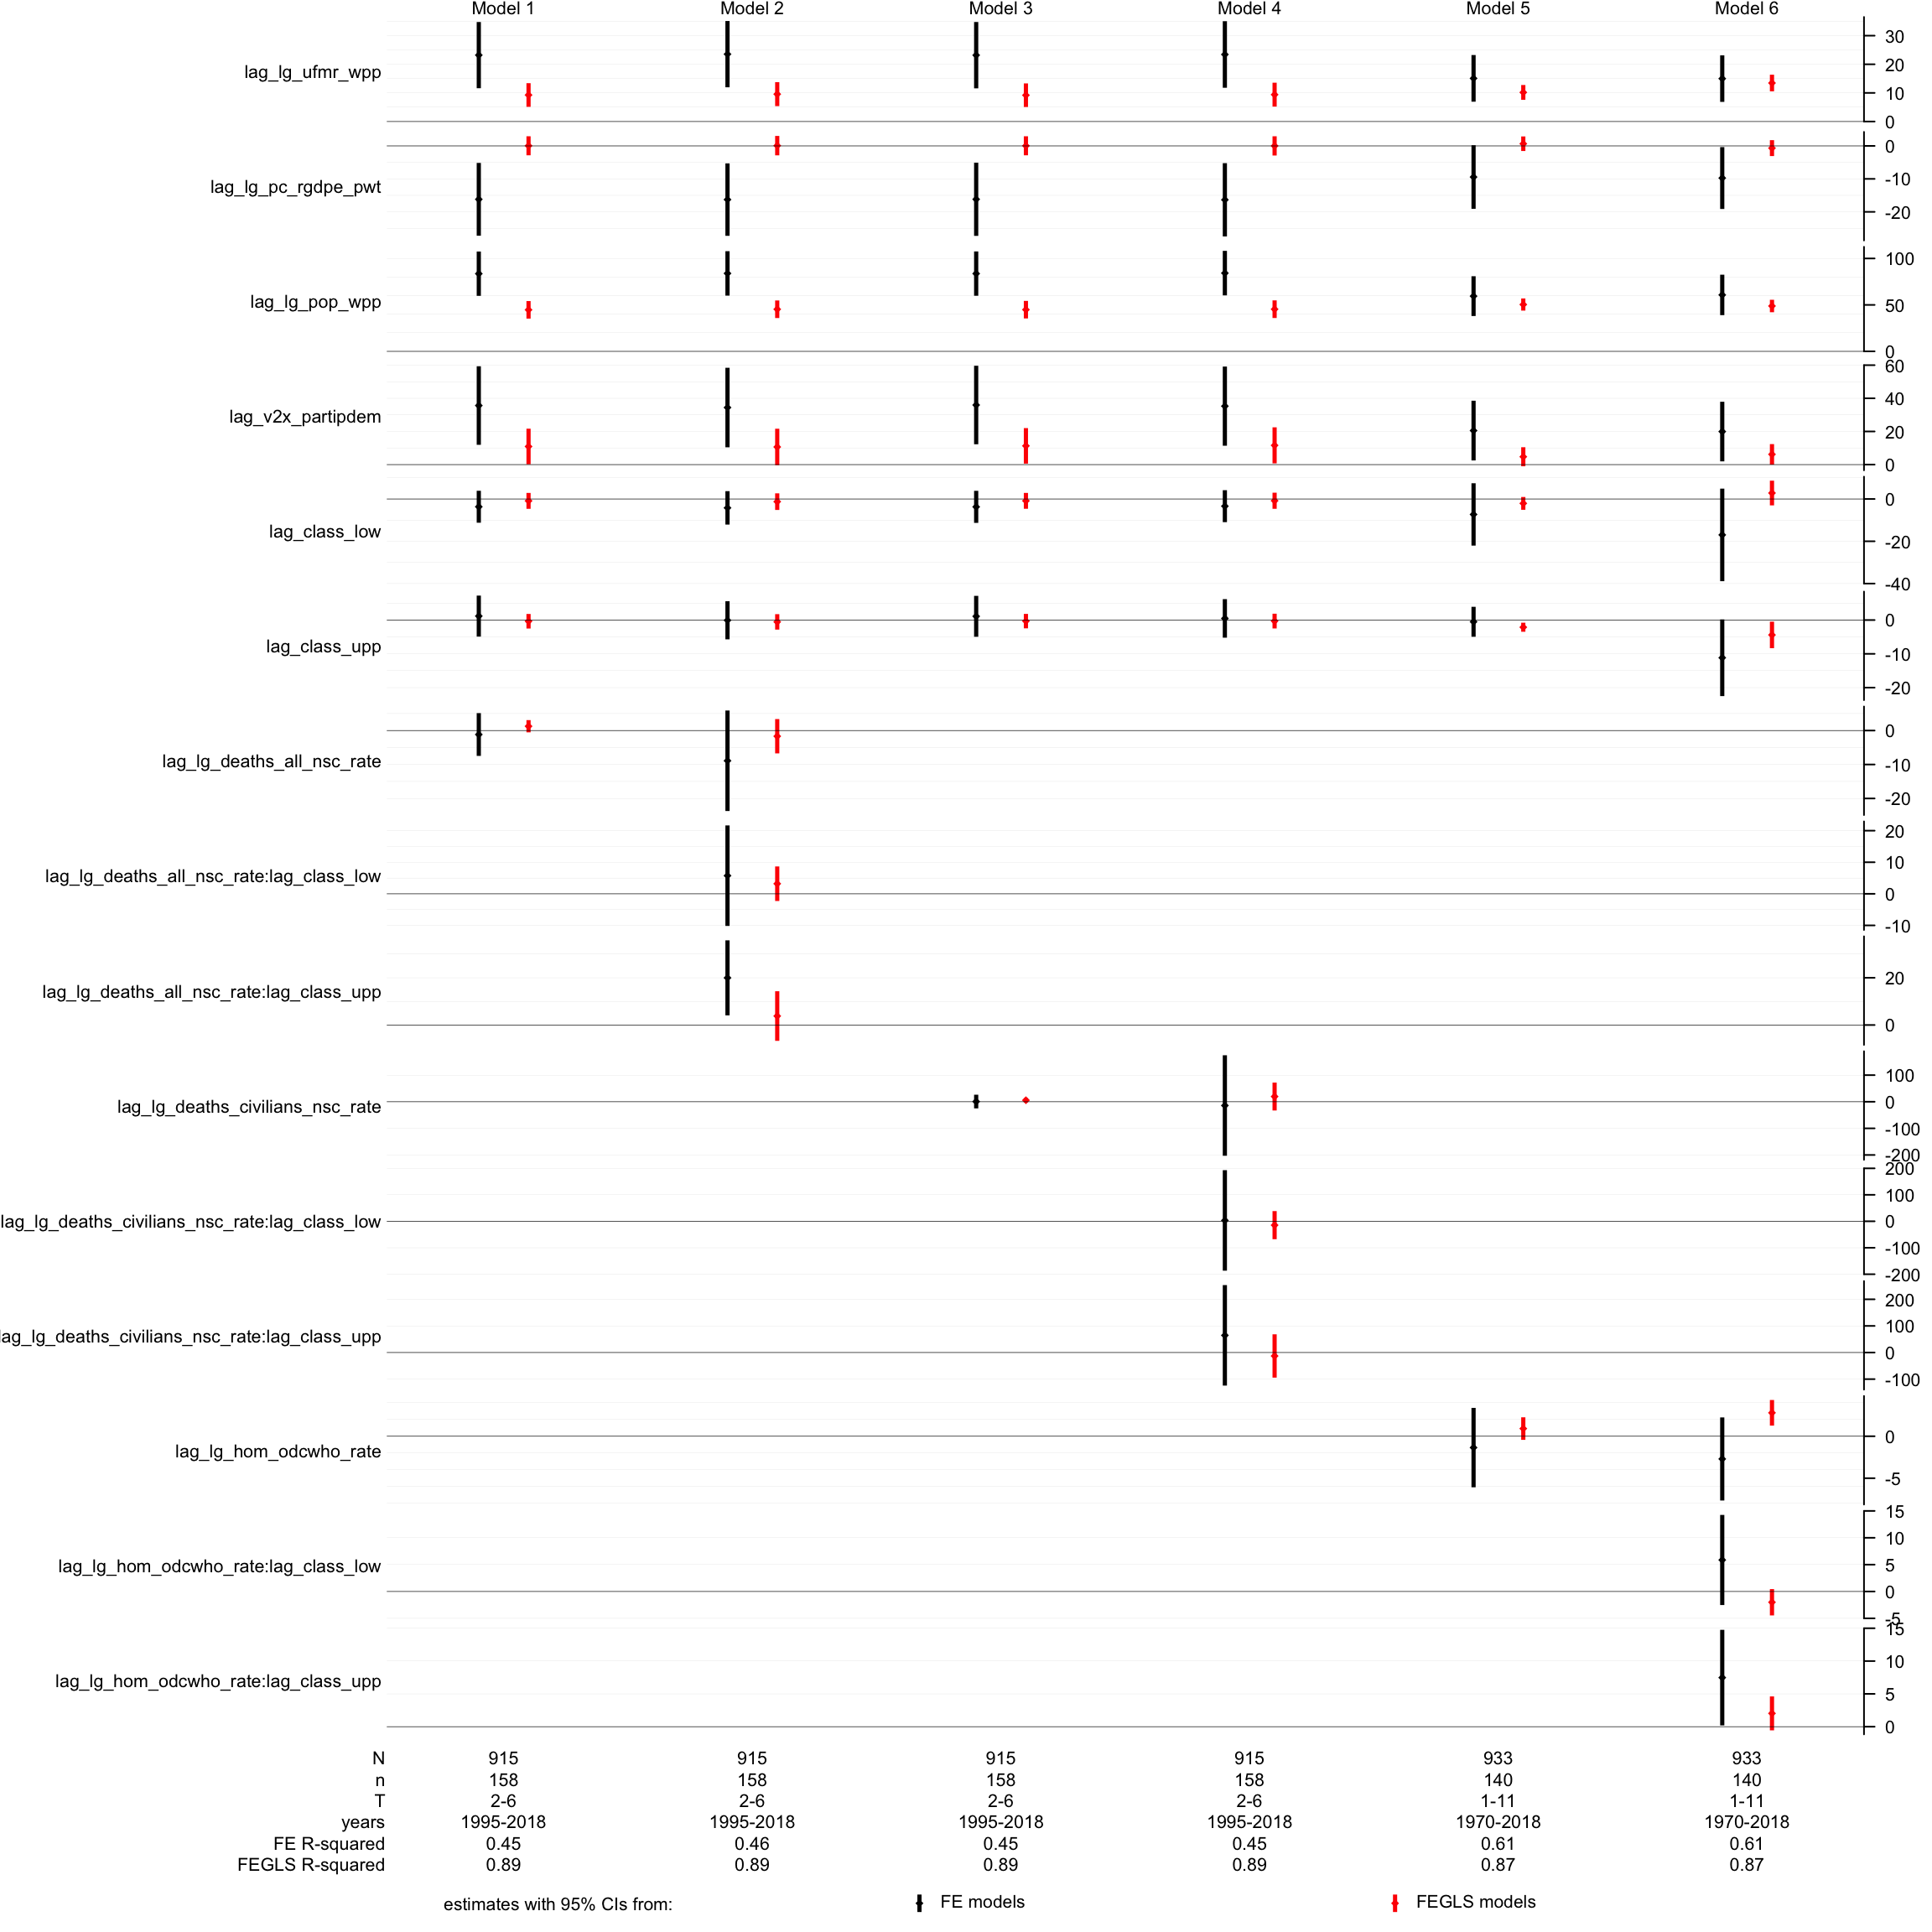 Model 1 Model 2 Model 3 Model 4 Model 5 Model 6
lag_lg_ufmr_wpp
30
20
10
0
lag_lg_pc_rgdpe_pwt
0
-10
-20
lag_lg_pop_wpp
100
50
0
lag_v2x_partipdem
60
40
20
0
lag_class_low
0
-20
-40
lag_class_upp
0
-10
-20
lag_lg_deaths_all_nsc_rate
0
-10
-20
lag_lg_deaths_all_nsc_rate:lag_class_low
20
10
0
-10
lag_lg_deaths_all_nsc_rate:lag_class_upp
20
0
lag_lg_deaths_civilians_nsc_rate
100
0
-100
-200
lag_lg_deaths_civilians_nsc_rate:lag_class_low
200
100
0
-100
-200
lag_lg_deaths_civilians_nsc_rate:lag_class_upp
200
100
0
-100
lag_lg_hom_odcwho_rate
0
-5
lag_lg_hom_odcwho_rate:lag_class_low
15
10
5
0
-5
lag_lg_hom_odcwho_rate:lag_class_upp
15
10
5
0
N 915 915 915 915 933 933
n 158 158 158 158 140 140
T 2-6 2-6 2-6 2-6 1-11 1-11
years 1995-2018 1995-2018 1995-2018 1995-2018 1970-2018 1970-2018
FE R-squared 0.45 0.46 0.45 0.45 0.61 0.61
FEGLS R-squared 0.89 0.89 0.89 0.89 0.87 0.87
estimates with 95% CIs from: FE models FEGLS models